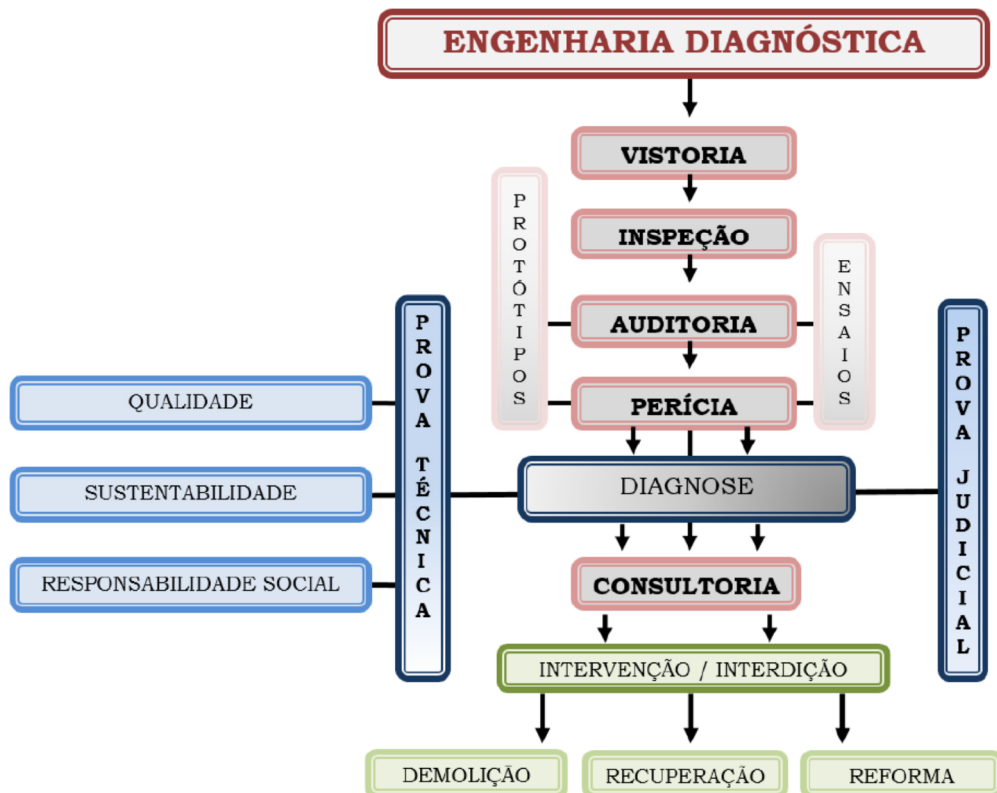 ENGENHARIA DIAGNÓSTICA
VISTORIA
PROTÓTIPOS
INSPEÇÃO
ENSAIOS
AUDITORIA
PROVA TÉCNICA
PROVA JUDICIAL
QUALIDADE
PERÍCIA
SUSTENTABILIDADE
DIAGNOSE
RESPONSABILIDADE SOCIAL
CONSULTORIA
INTERVENÇÃO / INTERDIÇÃO
DEMOLIÇÃO
RECUPERAÇÃO
REFORMA